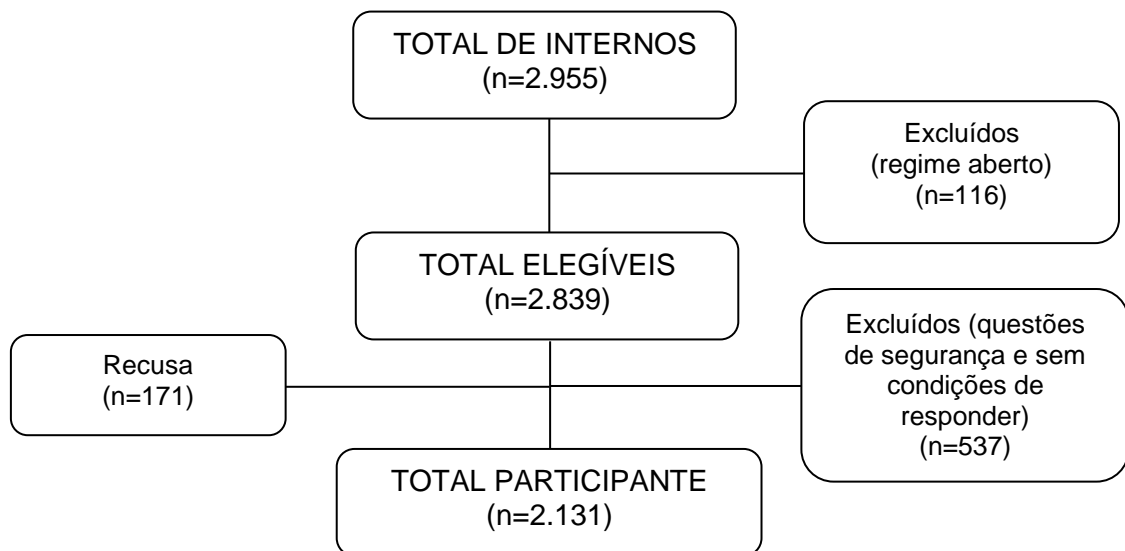 TOTAL DE INTERNOS
(n=2.955)
Excluídos
(regime aberto)
(n=116)
TOTAL ELEGÍVEIS
(n=2.839)
Recusa
(n=171)
Excluídos (questões
de segurança e sem
condições de
responder)
(n=537)
TOTAL PARTICIPANTE
(n=2.131)